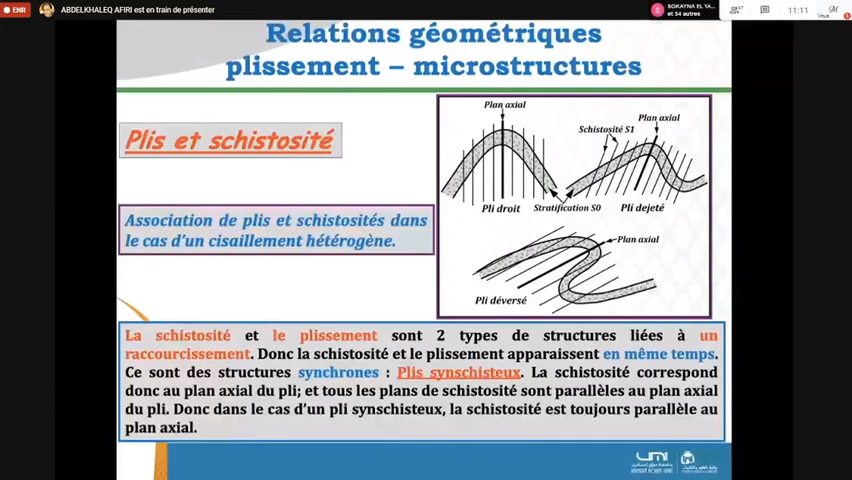 ENR
ABDELKHALEQ AFIRI est en train de présenter
SOKAYNA EL YA...
et 34 autres
11:11
Vous
Relations géométriques
plissement – microstructures
Plis et schistosité
Association de plis et schistosités dans
le cas d'un cisaillement hétérogène.
Plan axial
Plan axial
Schistosité S1
Pli droit
Stratification S0
Pli dejeté
Plan axial
Pli déversé
La schistosité et le plissement sont 2 types de structures liées à un
raccourcissement. Donc la schistosité et le plissement apparaissent en même temps.
Ce sont des structures synchrones : Plis synschisteux. La schistosité correspond
donc au plan axial du pli; et tous les plans de schistosité sont parallèles au plan axial
du pli. Donc dans le cas d'un pli synschisteux, la schistosité est toujours parallèle au
plan axial.